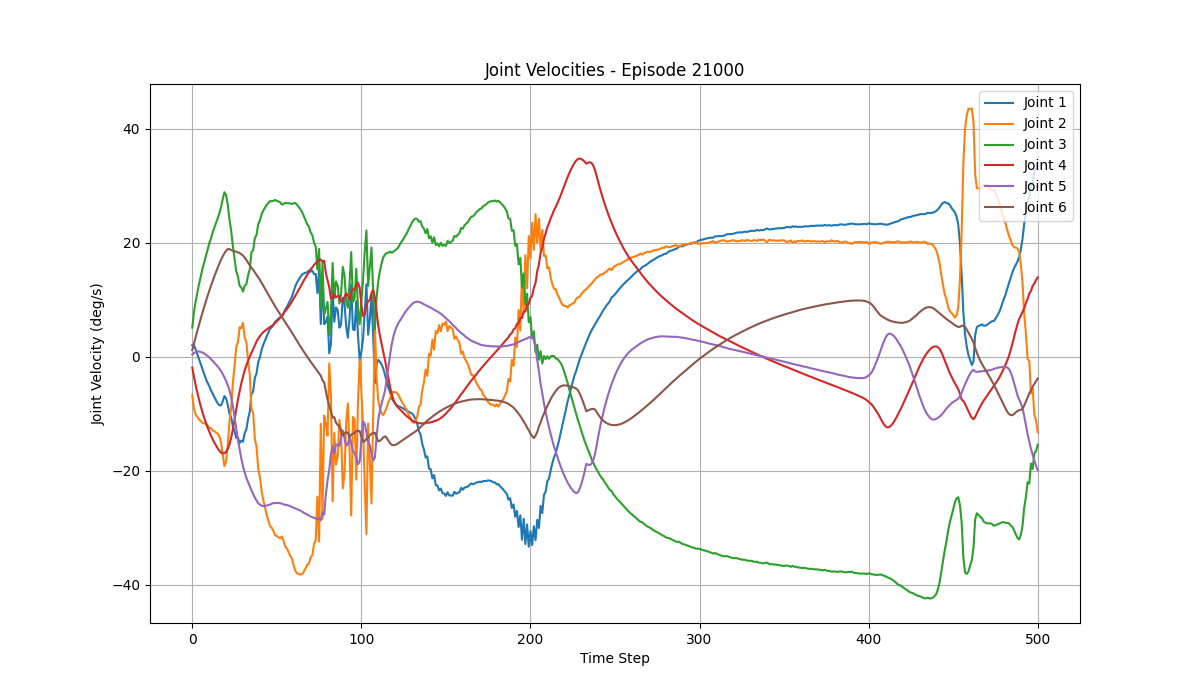 Joint Velocities - Episode 21000
Joint Velocity (deg/s)
40
20
0
−20
−40
0 100 200 300 400 500
Time Step
Joint 1
Joint 2
Joint 3
Joint 4
Joint 5
Joint 6